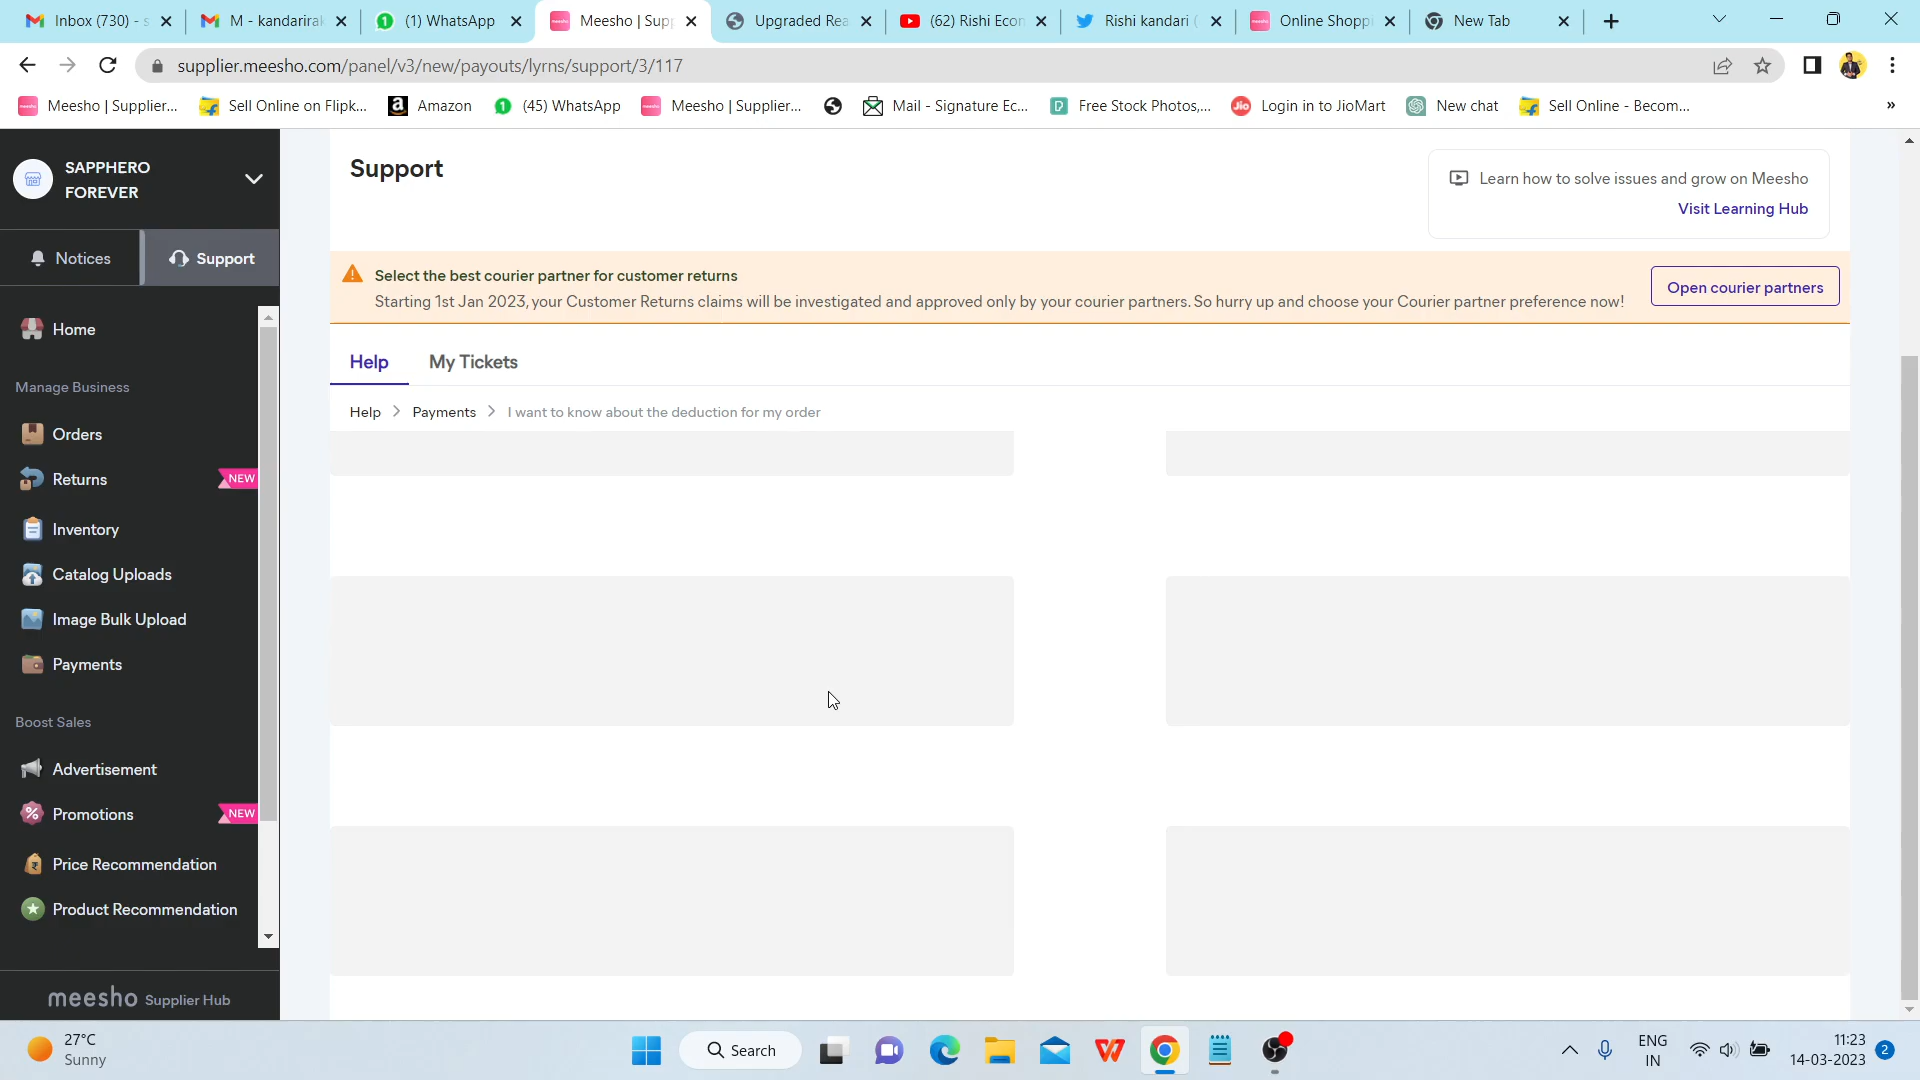 Inbox (730) - s
M - kandarirak
(1) WhatsApp
Meesho | Supp
Upgraded Rea
(62) Rishi Econ
Rishi kandari (
Online Shoppi
New Tab
supplier.meesho.com/panel/v3/new/payouts/lyrns/support/3/117
Meesho | Supplier...
Sell Online on Flipk...
Amazon
(45) WhatsApp
Meesho | Supplier...
Mail - Signature Ec...
Free Stock Photos,...
Login in to JioMart
New chat
Sell Online - Becom...
»
SAPPHERO
FOREVER
Notices
Support
Home
Manage Business
Orders
Returns
NEW
Inventory
Catalog Uploads
Image Bulk Upload
Payments
Boost Sales
Advertisement
Promotions
NEW
Price Recommendation
Product Recommendation
meesho Supplier Hub
Support
Learn how to solve issues and grow on Meesho
Visit Learning Hub
Select the best courier partner for customer returns
Starting 1st Jan 2023, your Customer Returns claims will be investigated and approved only by your courier partners. So hurry up and choose your Courier partner preference now!
Open courier partners
Help
My Tickets
Help > Payments > I want to know about the deduction for my order
27°C
Sunny
Search
ENG
IN
11:23
14-03-2023
2